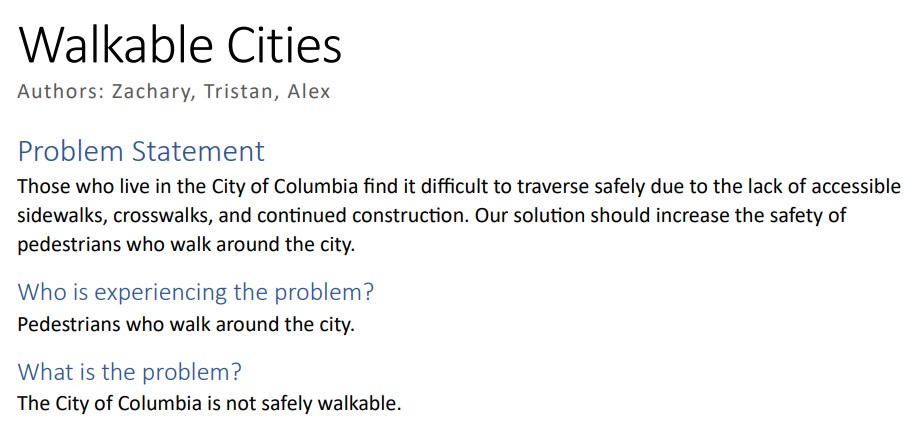 Walkable Cities
Authors: Zachary, Tristan, Alex
Problem Statement
Those who live in the City of Columbia find it difficult to traverse safely due to the lack of accessible
sidewalks, crosswalks, and continued construction. Our solution should increase the safety of
pedestrians who walk around the city.
Who is experiencing the problem?
Pedestrians who walk around the city.
What is the problem?
The City of Columbia is not safely walkable.